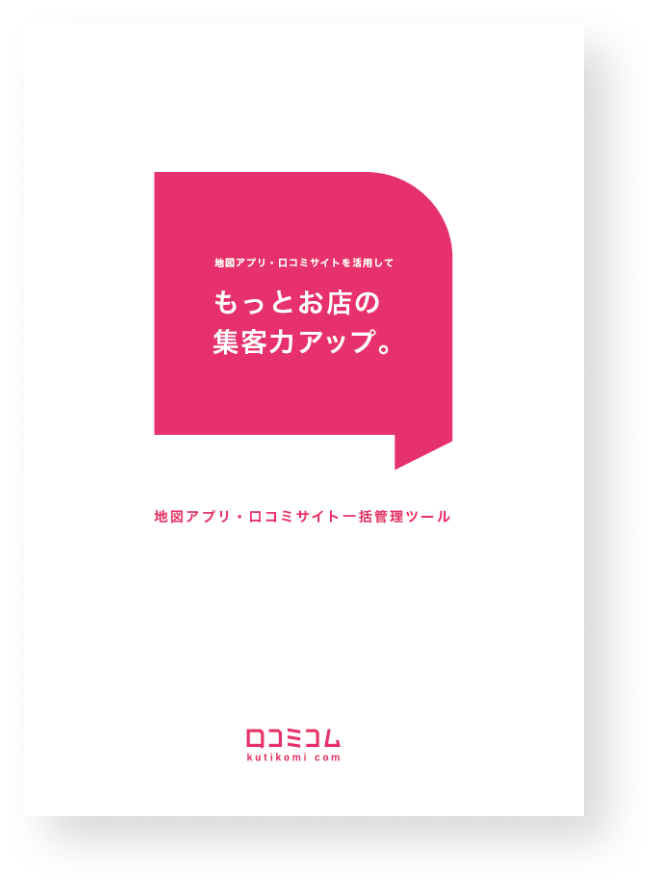 地図アプリ・口コミサイトを活用して
もっとお店の
集客力アップ。
地図アプリ・口コミサイト一括管理ツール
口コミコム
kutikomi com